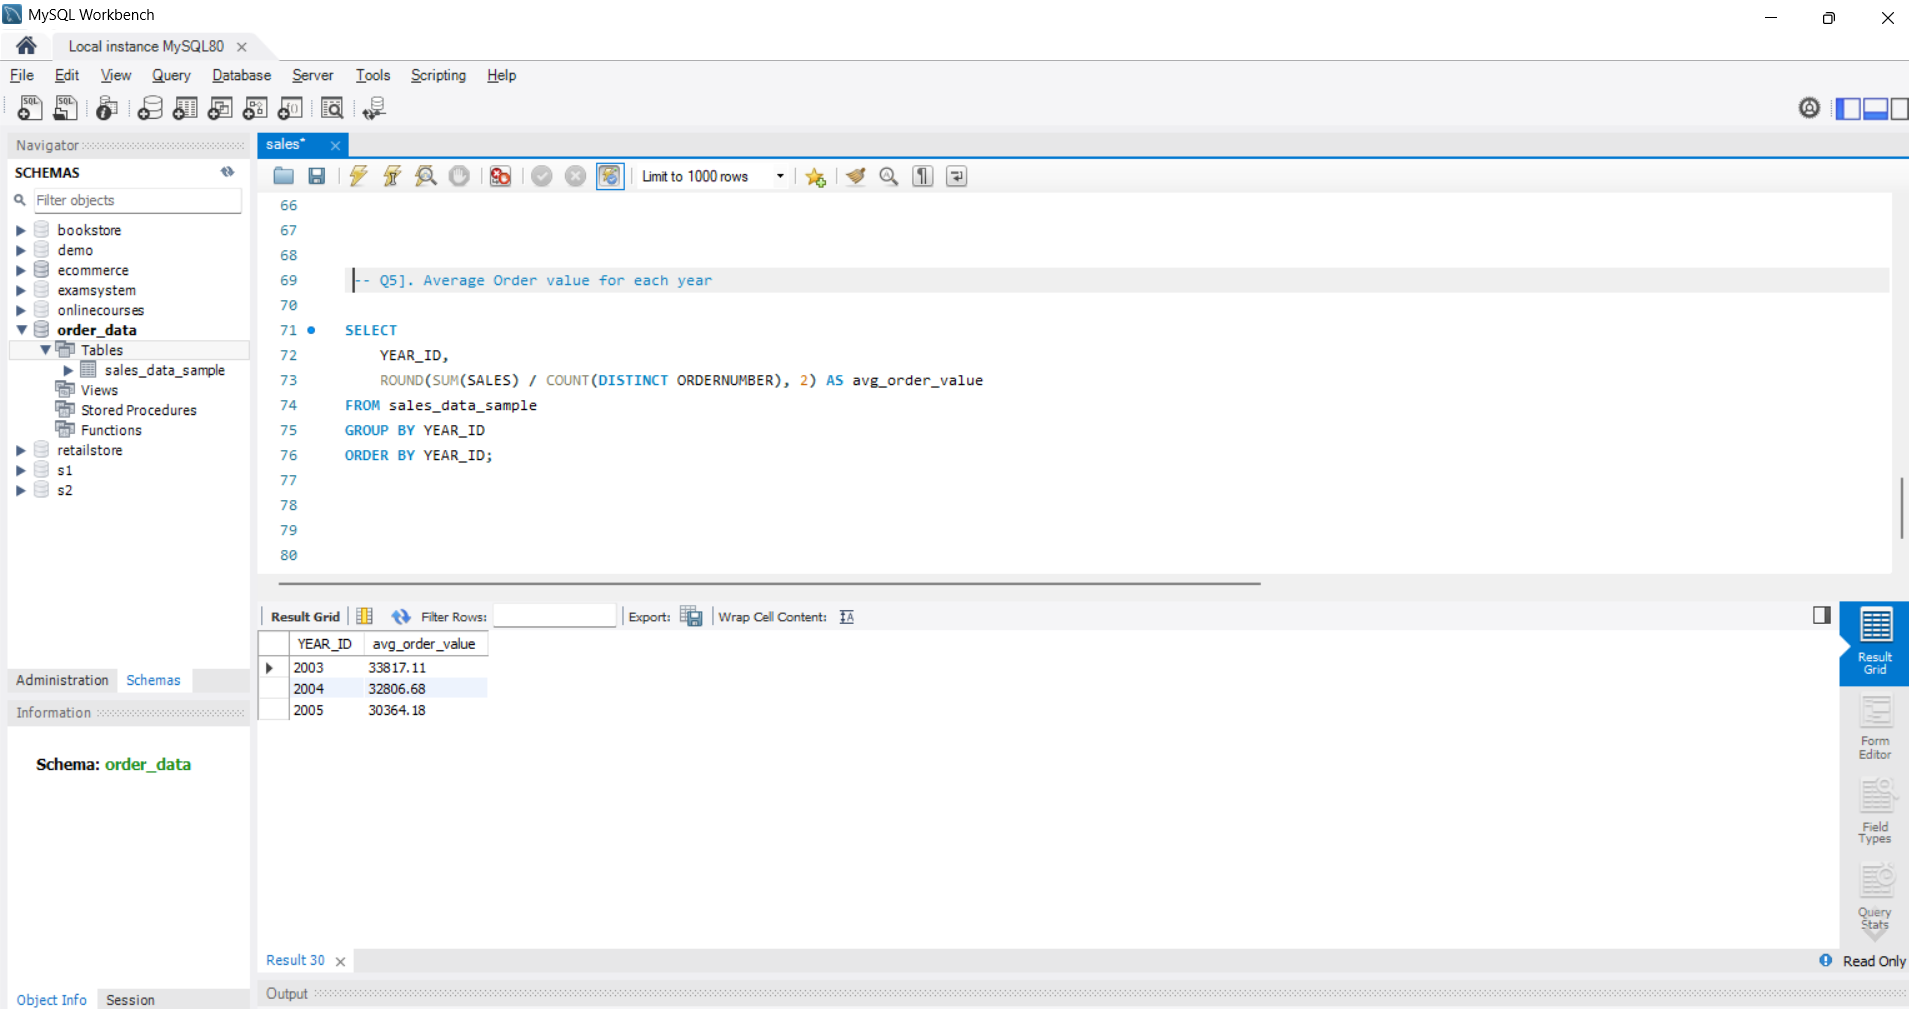 MySQL Workbench
Local instance MySQL80
File Edit View Query Database Server Tools Scripting Help
SQL SQL
Navigator
SCHEMAS
Filter objects
bookstore
demo
ecommerce
examsystem
onlinecourses
order_data
Tables
sales_data_sample
Views
Stored Procedures
Functions
retailstore
s1
s2
Administration Schemas
Information
Schema: order_data
Object Info Session
sales*
Limit to 1000 rows
66
67
68
69 -- Q5]. Average Order value for each year
70
71 SELECT
72 YEAR_ID,
73 ROUND(SUM(SALES) / COUNT(DISTINCT ORDERNUMBER), 2) AS avg_order_value
74 FROM sales_data_sample
75 GROUP BY YEAR_ID
76 ORDER BY YEAR_ID;
77
78
79
80
Result Grid Filter Rows: Export: Wrap Cell Content:
YEAR_ID avg_order_value
2003 33817.11
2004 32806.68
2005 30364.18
Result
Grid
Form
Editor
Field
Types
Query
Stats
Result 30
Read Only
Output